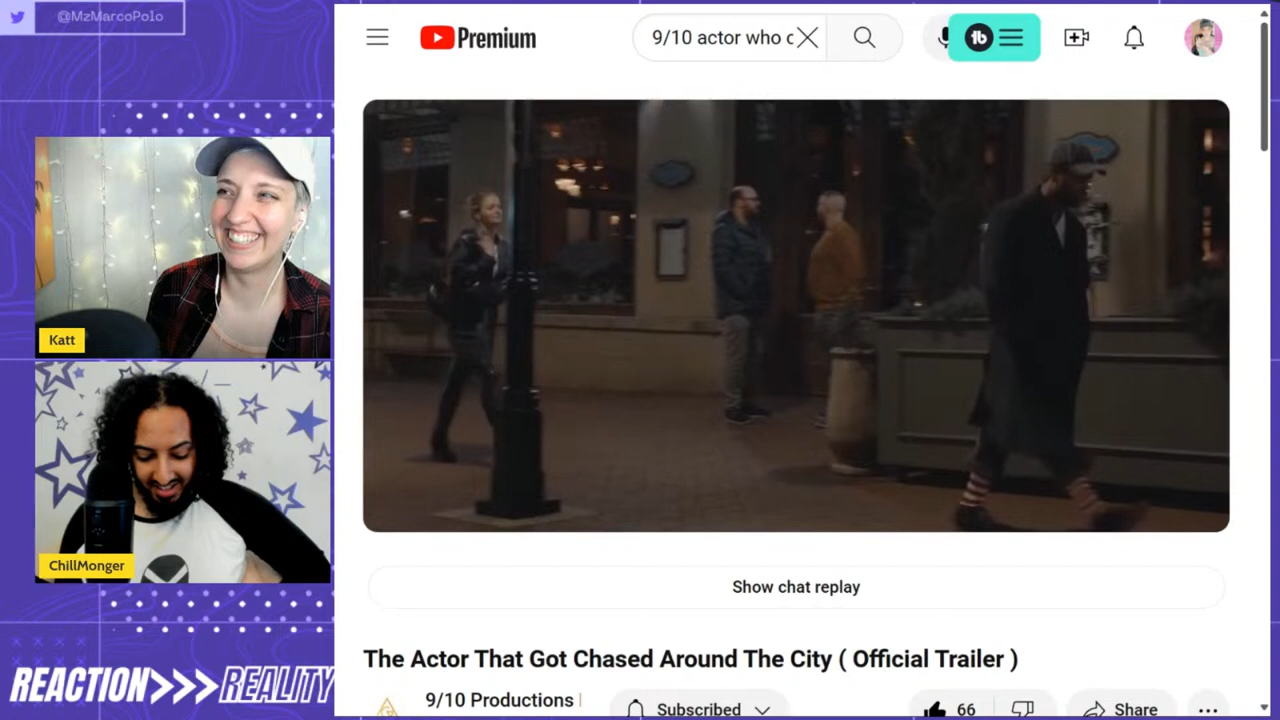 @MzMarcoPolo
Premium
9/10 actor who c
Katt
ChillMonger
Show chat replay
The Actor That Got Chased Around The City ( Official Trailer )
9/10 Productions
Subscribed
66
Share
REACTION>>>REALITY